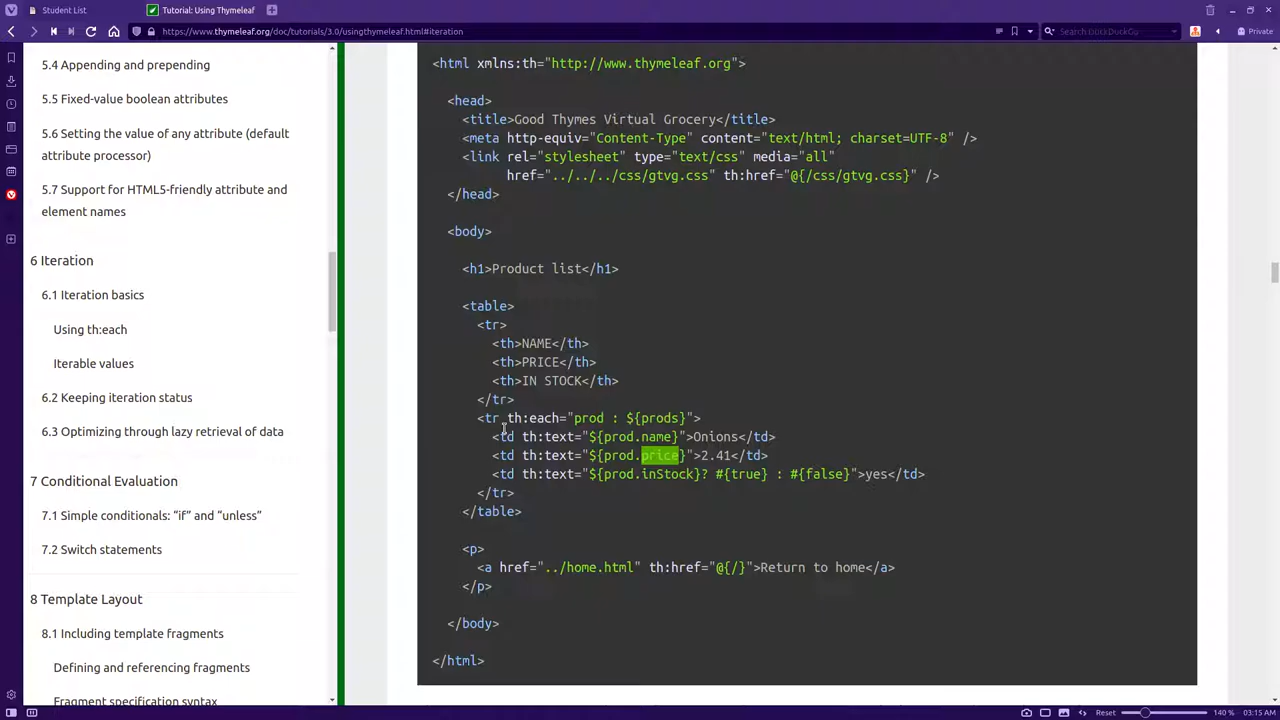 Student List
Tutorial: Using Thymeleaf
https://www.thymeleaf.org/doc/tutorials/3.0/usingthymeleaf.html#iteration
Private
5.4 Appending and prepending
5.5 Fixed-value boolean attributes
5.6 Setting the value of any attribute (default
attribute processor)
5.7 Support for HTML5-friendly attribute and
element names
6 Iteration
6.1 Iteration basics
Using th:each
Iterable values
6.2 Keeping iteration status
6.3 Optimizing through lazy retrieval of data
7 Conditional Evaluation
7.1 Simple conditionals: “if” and “unless”
7.2 Switch statements
8 Template Layout
8.1 Including template fragments
Defining and referencing fragments
Fragment specification syntax
<html xmlns:th="http://www.thymeleaf.org">
<head>
<title>Good Thymes Virtual Grocery</title>
<meta http-equiv="Content-Type" content="text/html; charset=UTF-8" />
<link rel="stylesheet" type="text/css" media="all"
href="../../../css/gtvg.css" th:href="@{/css/gtvg.css}" />
</head>
<body>
<h1>Product list</h1>
<table>
<tr>
<th>NAME</th>
<th>PRICE</th>
<th>IN STOCK</th>
</tr>
<tr th:each="prod : ${prods}">
<td th:text="${prod.name}">Onions</td>
<td th:text="${prod.price}">2.41</td>
<td th:text="${prod.inStock}? #{true} : #{false}">yes</td>
</tr>
</table>
<p>
<a href="../home.html" th:href="@{/}">Return to home</a>
</p>
</body>
</html>
Reset
140 %
03:15 AM